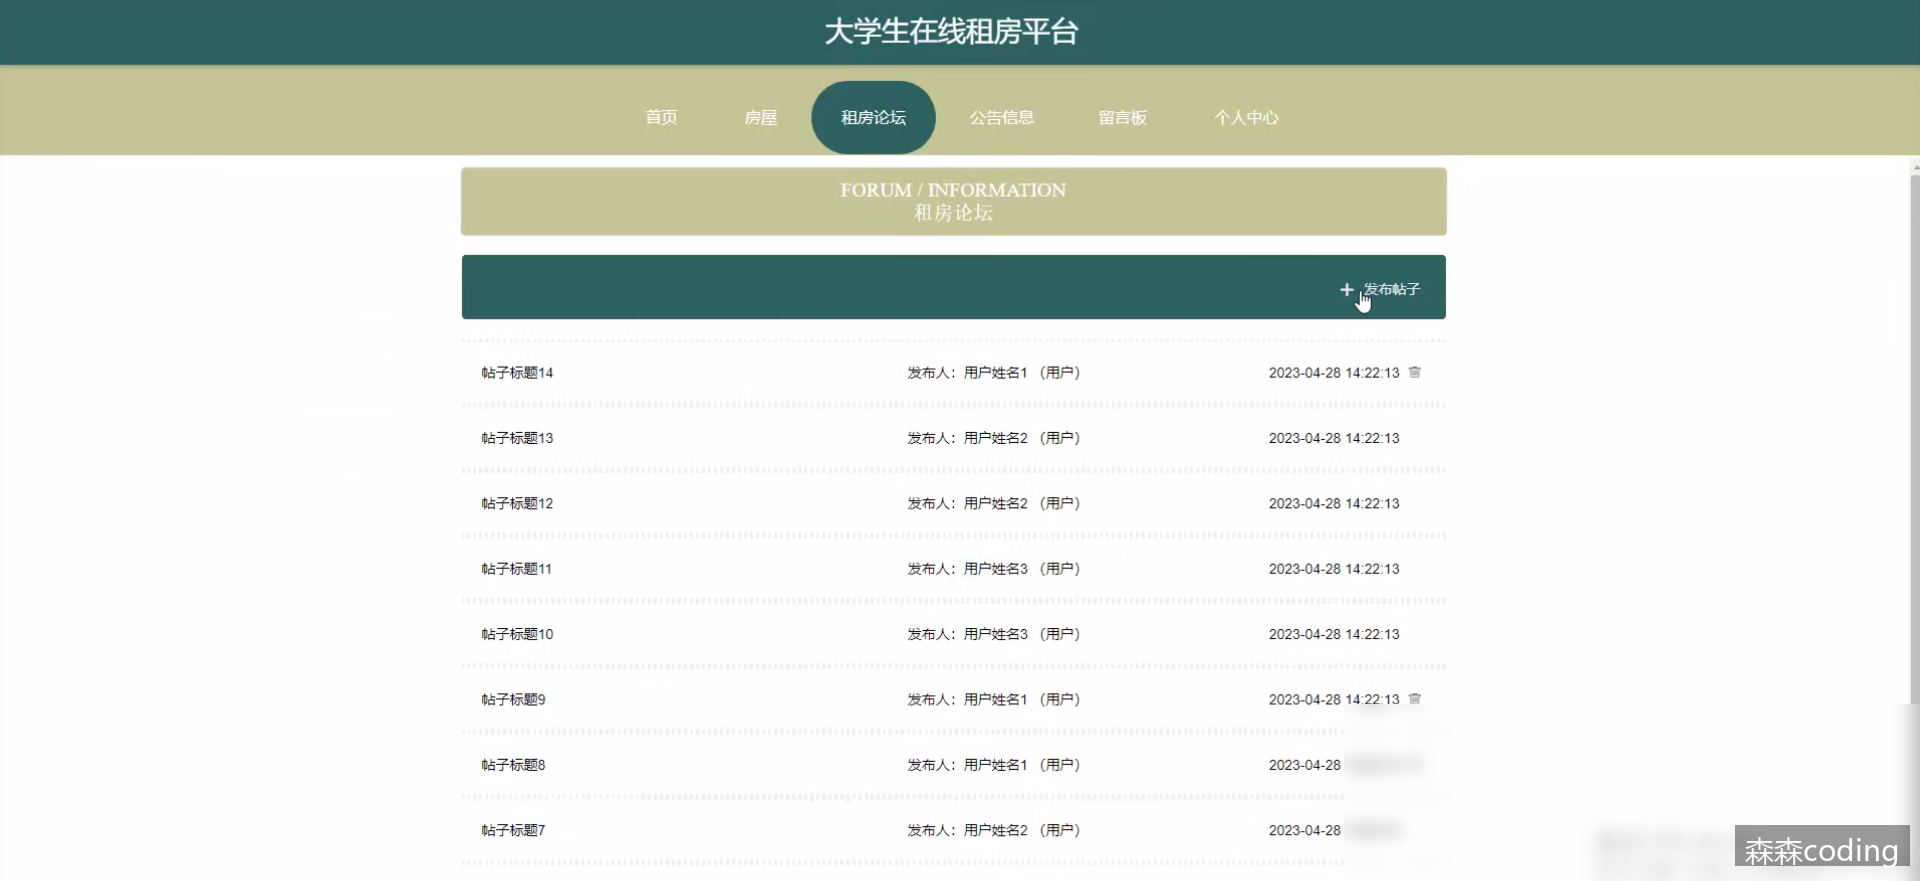 大学生在线租房平台
首页 房屋 租房论坛 公告信息 留言板 个人中心
FORUM / INFORMATION
租房论坛
发布帖子
帖子标题14 发布人：用户姓名1 （用户） 2023-04-28 14:22:13
帖子标题13 发布人：用户姓名2 （用户） 2023-04-28 14:22:13
帖子标题12 发布人：用户姓名2 （用户） 2023-04-28 14:22:13
帖子标题11 发布人：用户姓名3 （用户） 2023-04-28 14:22:13
帖子标题10 发布人：用户姓名3 （用户） 2023-04-28 14:22:13
帖子标题9 发布人：用户姓名1 （用户） 2023-04-28 14:22:13
帖子标题8 发布人：用户姓名1 （用户） 2023-04-28
帖子标题7 发布人：用户姓名2 （用户） 2023-04-28
森森coding